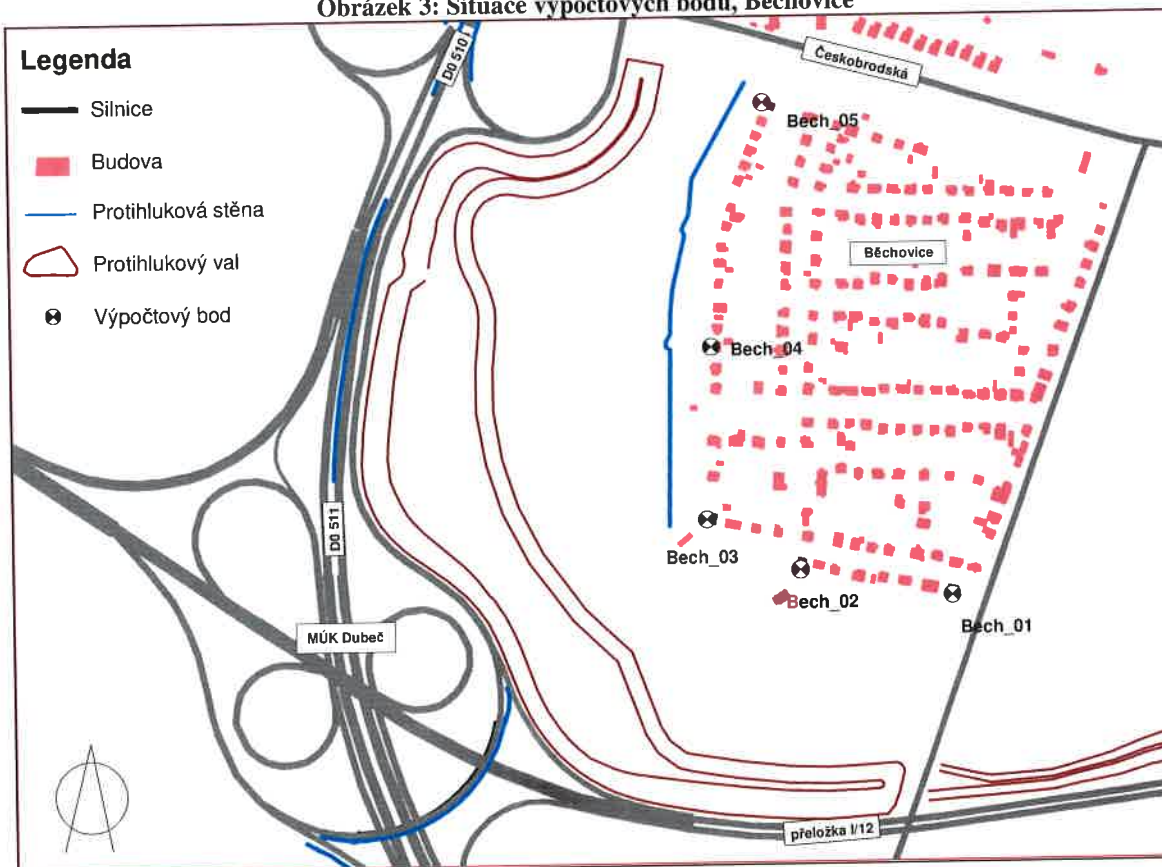 Obrázek 3: Situace výpočtových bodů, Běchovice
Legenda
Silnice
Budova
Protihluková stěna
Protihlukový val
Výpočtový bod
D0 510
Českobrodská
Bech_05
Běchovice
Bech_04
D0 511
Bech_03
Bech_02
Bech_01
MÚK Dubeč
přeložka I/12